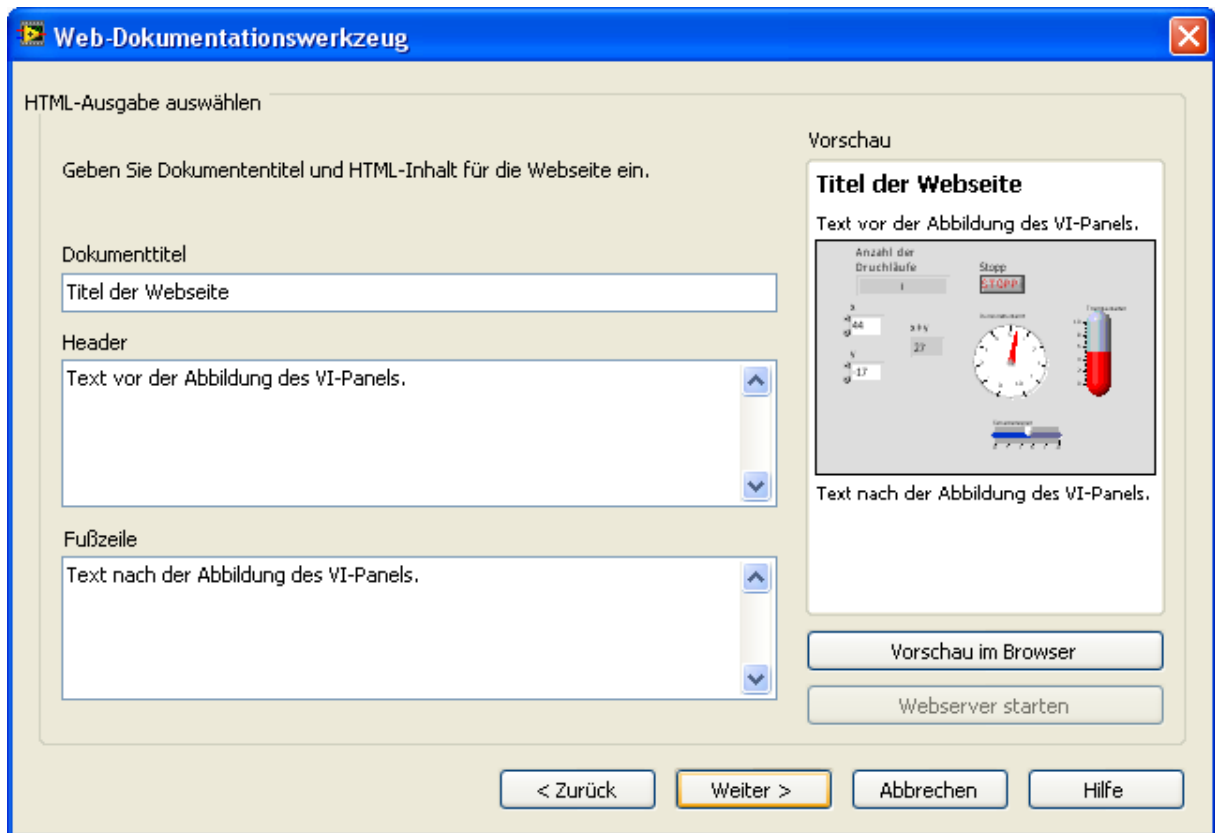 Web-Dokumentationswerkzeug
HTML-Ausgabe auswählen
Geben Sie Dokumententitel und HTML-Inhalt für die Webseite ein.
Dokumenttitel
Titel der Webseite
Header
Text vor der Abbildung des VI-Panels.
Fußzeile
Text nach der Abbildung des VI-Panels.
Vorschau
Titel der Webseite
Text vor der Abbildung des VI-Panels.
Anzahl der
Druchläufe
Stopp
STOPP
x
44
x+y
27
y
-17
Text nach der Abbildung des VI-Panels.
Vorschau im Browser
Webserver starten
< Zurück
Weiter >
Abbrechen
Hilfe